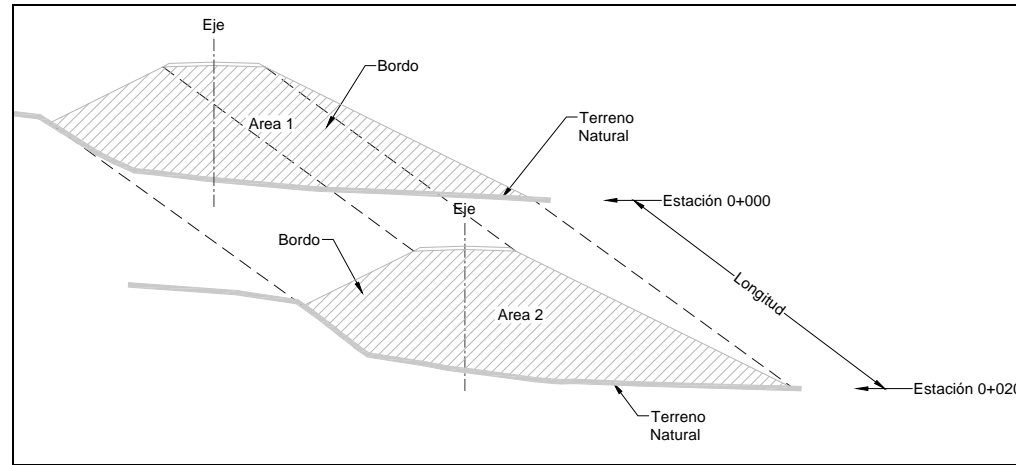 Eje
Bordo
Area 1
Terreno
Natural
Estación 0+000
Eje
Bordo
Longitud
Area 2
Estación 0+020
Terreno
Natural